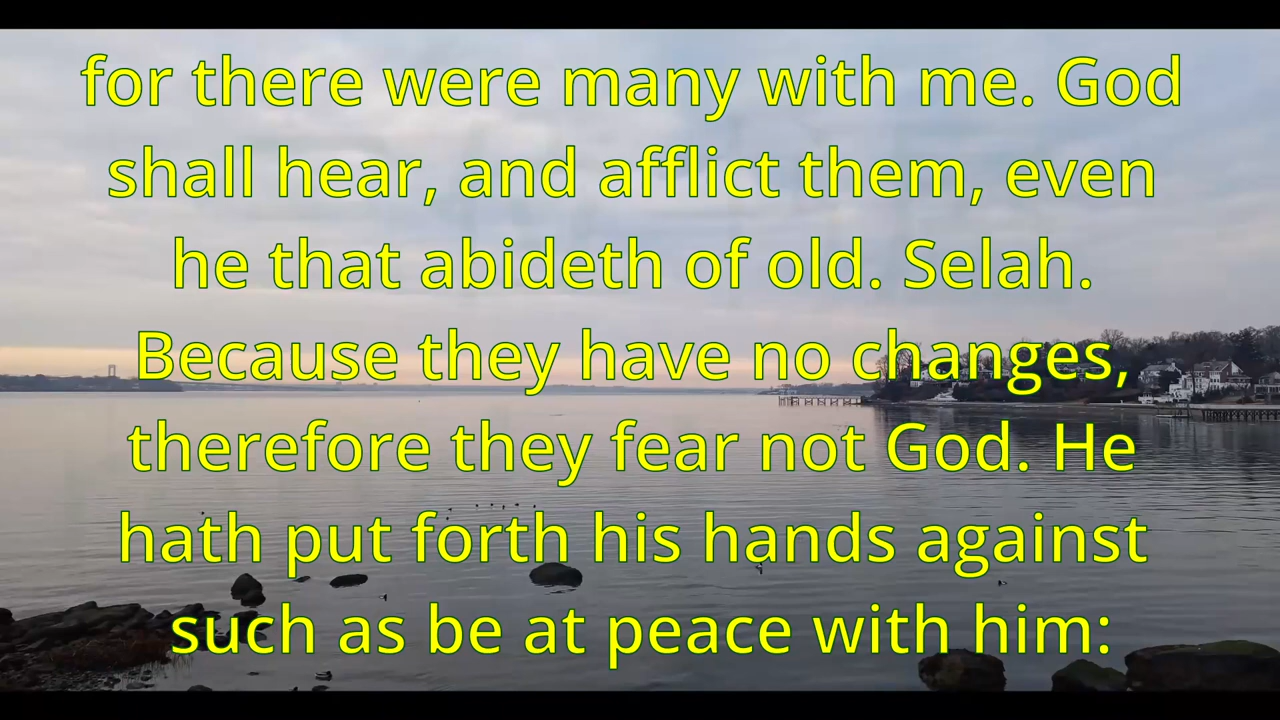 for there were many with me. God
shall hear, and afflict them, even
he that abideth of old. Selah.
Because they have no changes,
therefore they fear not God. He
hath put forth his hands against
such as be at peace with him: